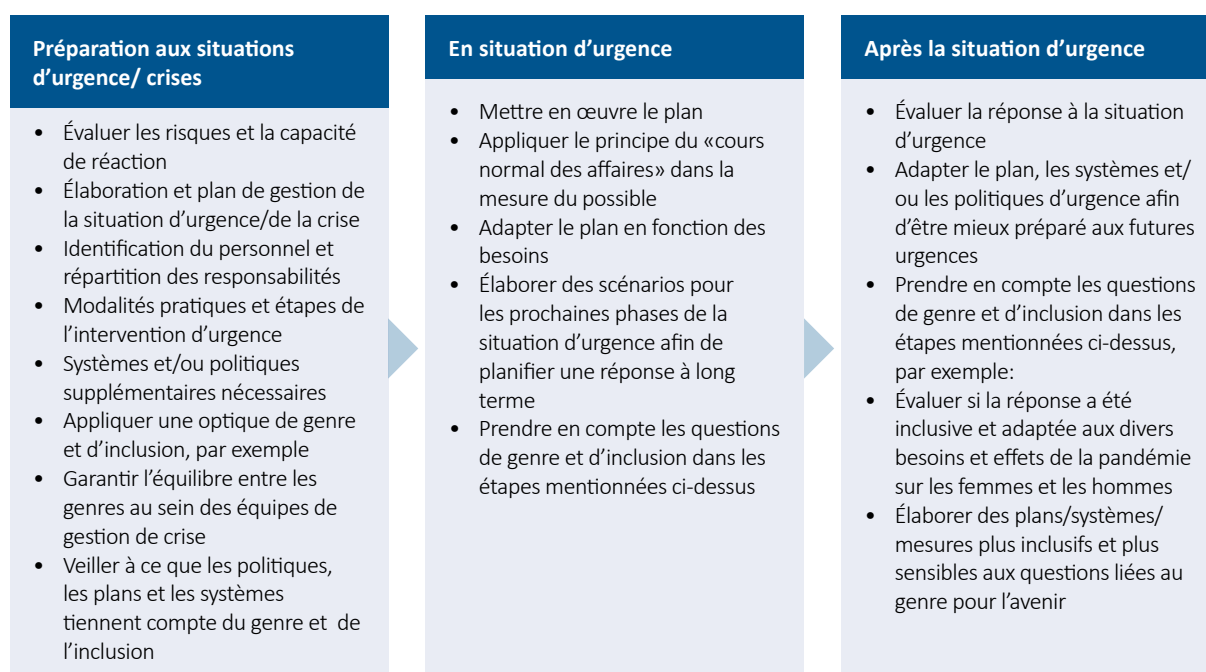 Préparation aux situations
d’urgence/ crises
• Évaluer les risques et la capacité
de réaction
• Élaboration et plan de gestion de
la situation d’urgence/de la crise
• Identification du personnel et
répartition des responsabilités
• Modalités pratiques et étapes de
l’intervention d’urgence
• Systèmes et/ou politiques
supplémentaires nécessaires
• Appliquer une optique de genre
et d’inclusion, par exemple
• Garantir l’équilibre entre les
genres au sein des équipes de
gestion de crise
• Veiller à ce que les politiques,
les plans et les systèmes
tiennent compte du genre et  de
l’inclusion
En situation d’urgence
• Mettre en œuvre le plan
• Appliquer le principe du «cours
normal des affaires» dans la
mesure du possible
• Adapter le plan en fonction des
besoins
• Élaborer des scénarios pour
les prochaines phases de la
situation d’urgence afin de
planifier une réponse à long
terme
• Prendre en compte les questions
de genre et d’inclusion dans les
étapes mentionnées ci-dessus
Après la situation d’urgence
• Évaluer la réponse à la situation
d’urgence
• Adapter le plan, les systèmes et/
ou les politiques d’urgence afin
d’être mieux préparé aux futures
urgences
• Prendre en compte les questions
de genre et d’inclusion dans les
étapes mentionnées ci-dessus,
par exemple:
• Évaluer si la réponse a été
inclusive et adaptée aux divers
besoins et effets de la pandémie
sur les femmes et les hommes
• Élaborer des plans/systèmes/
mesures plus inclusifs et plus
sensibles aux questions liées au
genre pour l’avenir